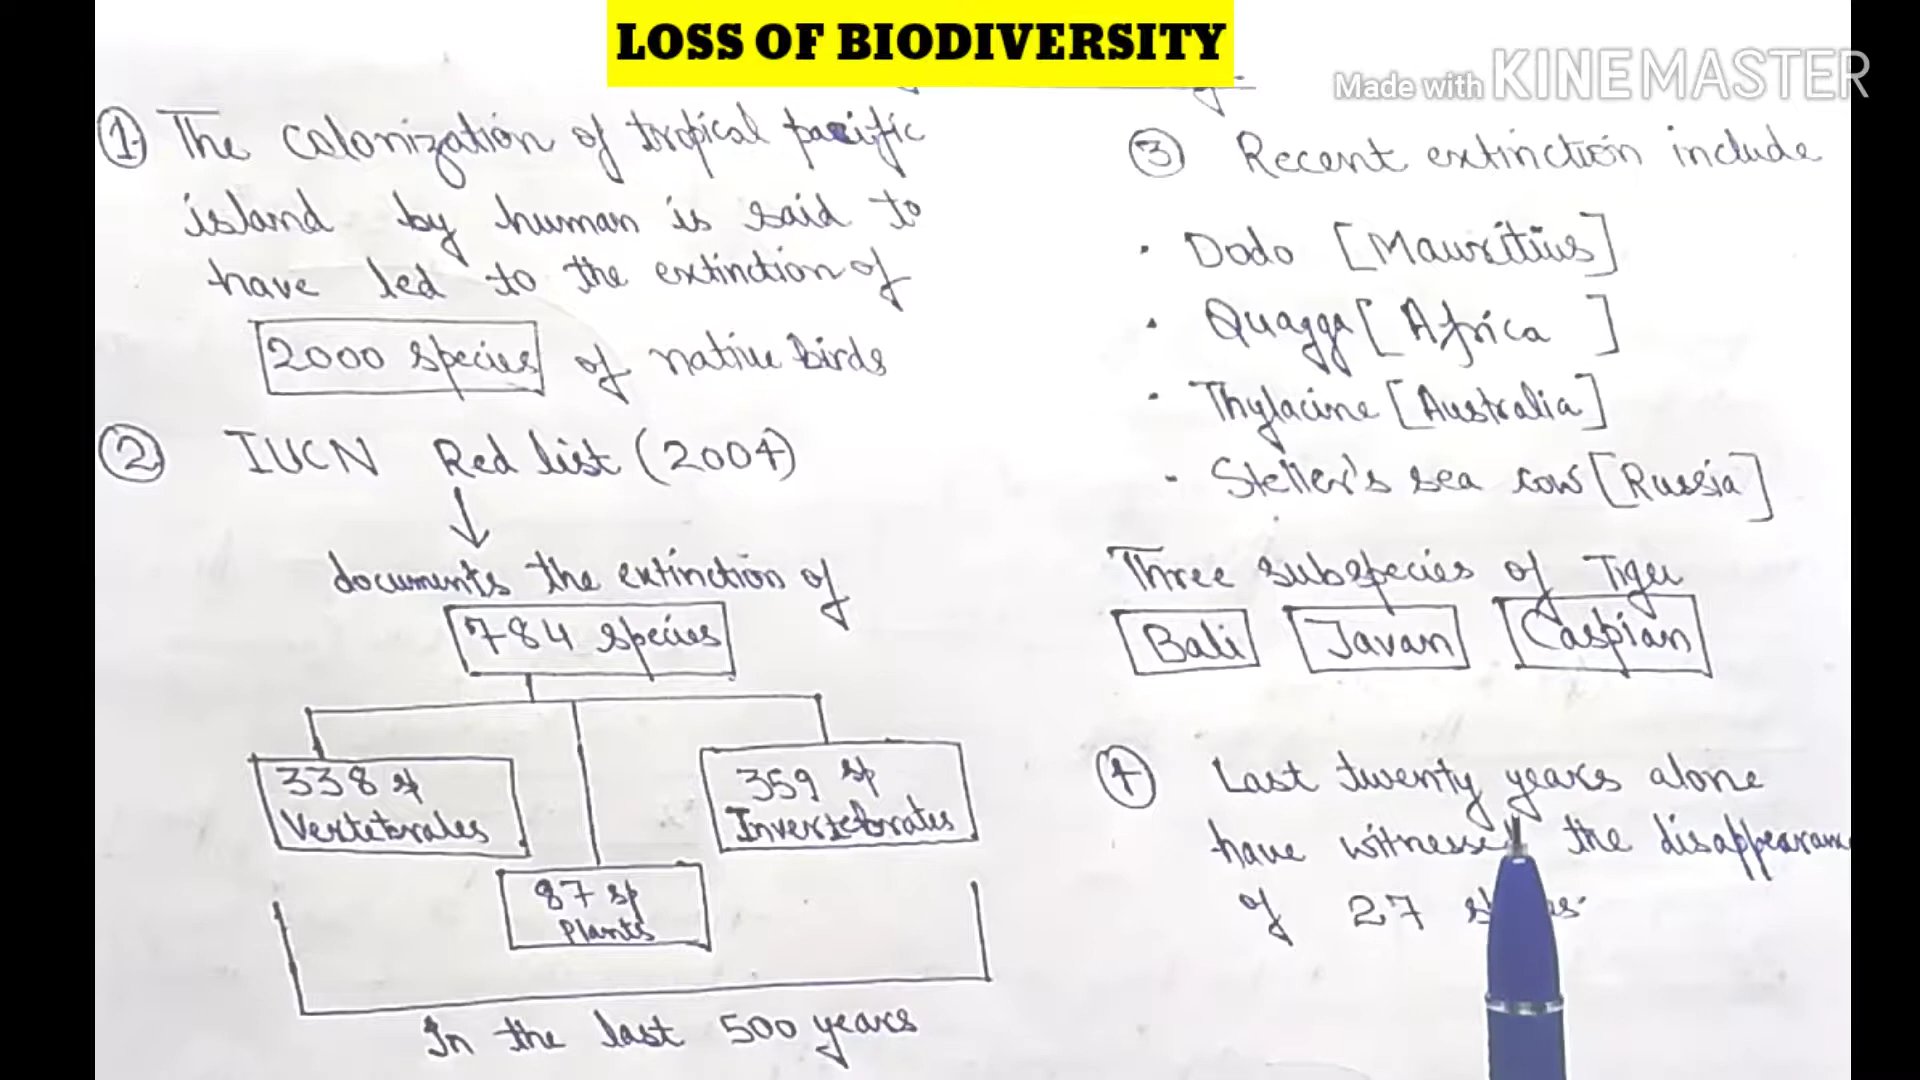 LOSS OF BIODIVERSITY
Made with KINEMASTER
① The colonization of tropical pacific
island by human is said to
have led to the extinction of
2000 species of native Birds
② IUCN Red list (2004)
documents the extinction of
784 species
338 sp
Vertebrates
359 sp
Invertebrates
87 sp
Plants
In the last 500 years
③ Recent extinction include
• Dodo [Mauritius]
• Quagga [Africa]
• Thylacine [Australia]
- Steller's sea cow [Russia]
Three subspecies of Tiger
Bali Javan Caspian
④ Last twenty years alone
have the
of 27